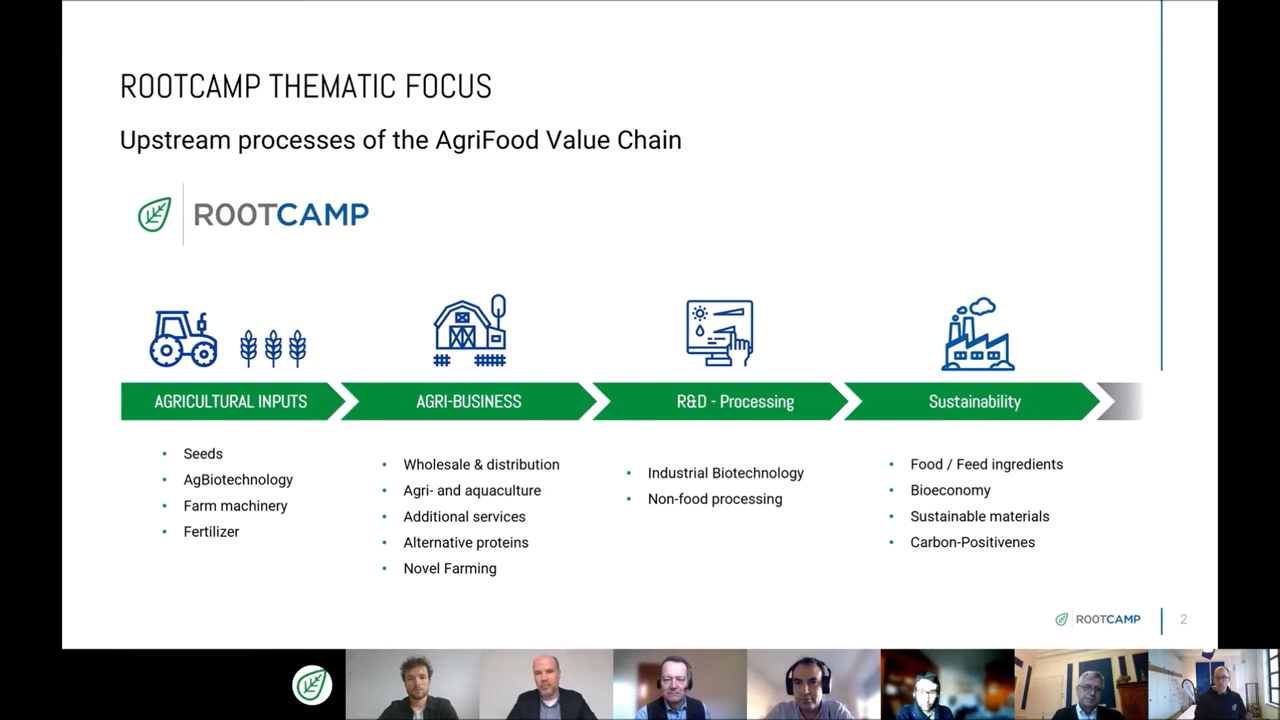 ROOTCAMP THEMATIC FOCUS
Upstream processes of the AgriFood Value Chain
ROOTCAMP
AGRICULTURAL INPUTS
AGRI-BUSINESS
R&D - Processing
Sustainability
• Seeds
• AgBiotechnology
• Farm machinery
• Fertilizer
• Wholesale & distribution
• Agri- and aquaculture
• Additional services
• Alternative proteins
• Novel Farming
• Industrial Biotechnology
• Non-food processing
• Food / Feed ingredients
• Bioeconomy
• Sustainable materials
• Carbon-Positivenes
ROOTCAMP
2